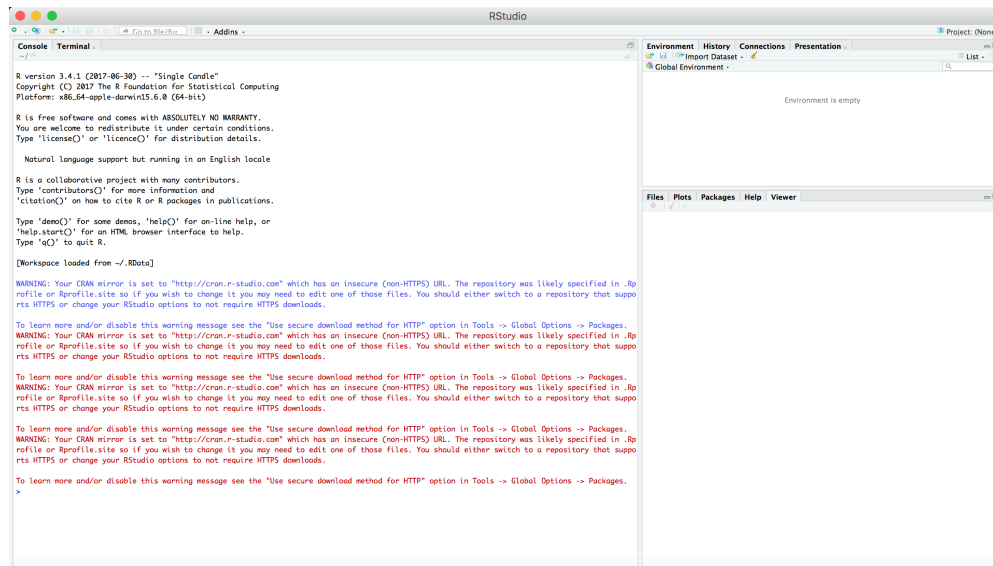 RStudio
Go to file/fur
Addins
Project: (None
Console Terminal
~/
R version 3.4.1 (2017-06-30) -- "Single Candle"
Copyright (C) 2017 The R Foundation for Statistical Computing
Platform: x86_64-apple-darwin15.6.0 (64-bit)
R is free software and comes with ABSOLUTELY NO WARRANTY.
You are welcome to redistribute it under certain conditions.
Type 'license()' or 'licence()' for distribution details.
Natural language support but running in an English locale
R is a collaborative project with many contributors.
Type 'contributors()' for more information and
'citation()' on how to cite R or R packages in publications.
Type 'demo()' for some demos, 'help()' for on-line help, or
'help.start()' for an HTML browser interface to help.
Type 'q()' to quit R.
[Workspace loaded from ~/.RData]
WARNING: Your CRAN mirror is set to "http://cran.r-studio.com" which has an insecure (non-HTTPS) URL. The repository was likely specified in .Rp
rofile or Rprofile.site so if you wish to change it you may need to edit one of those files. You should either switch to a repository that suppo
rts HTTPS or change your RStudio options to not require HTTPS downloads.
To learn more and/or disable this warning message see the "Use secure download method for HTTP" option in Tools -> Global Options -> Packages.
WARNING: Your CRAN mirror is set to "http://cran.r-studio.com" which has an insecure (non-HTTPS) URL. The repository was likely specified in .Rp
rofile or Rprofile.site so if you wish to change it you may need to edit one of those files. You should either switch to a repository that suppo
rts HTTPS or change your RStudio options to not require HTTPS downloads.
To learn more and/or disable this warning message see the "Use secure download method for HTTP" option in Tools -> Global Options -> Packages.
WARNING: Your CRAN mirror is set to "http://cran.r-studio.com" which has an insecure (non-HTTPS) URL. The repository was likely specified in .Rp
rofile or Rprofile.site so if you wish to change it you may need to edit one of those files. You should either switch to a repository that suppo
rts HTTPS or change your RStudio options to not require HTTPS downloads.
To learn more and/or disable this warning message see the "Use secure download method for HTTP" option in Tools -> Global Options -> Packages.
WARNING: Your CRAN mirror is set to "http://cran.r-studio.com" which has an insecure (non-HTTPS) URL. The repository was likely specified in .Rp
rofile or Rprofile.site so if you wish to change it you may need to edit one of those files. You should either switch to a repository that suppo
rts HTTPS or change your RStudio options to not require HTTPS downloads.
To learn more and/or disable this warning message see the "Use secure download method for HTTP" option in Tools -> Global Options -> Packages.
>
Environment History Connections Presentation
Import Dataset List
Global Environment
Environment is empty
Files Plots Packages Help Viewer